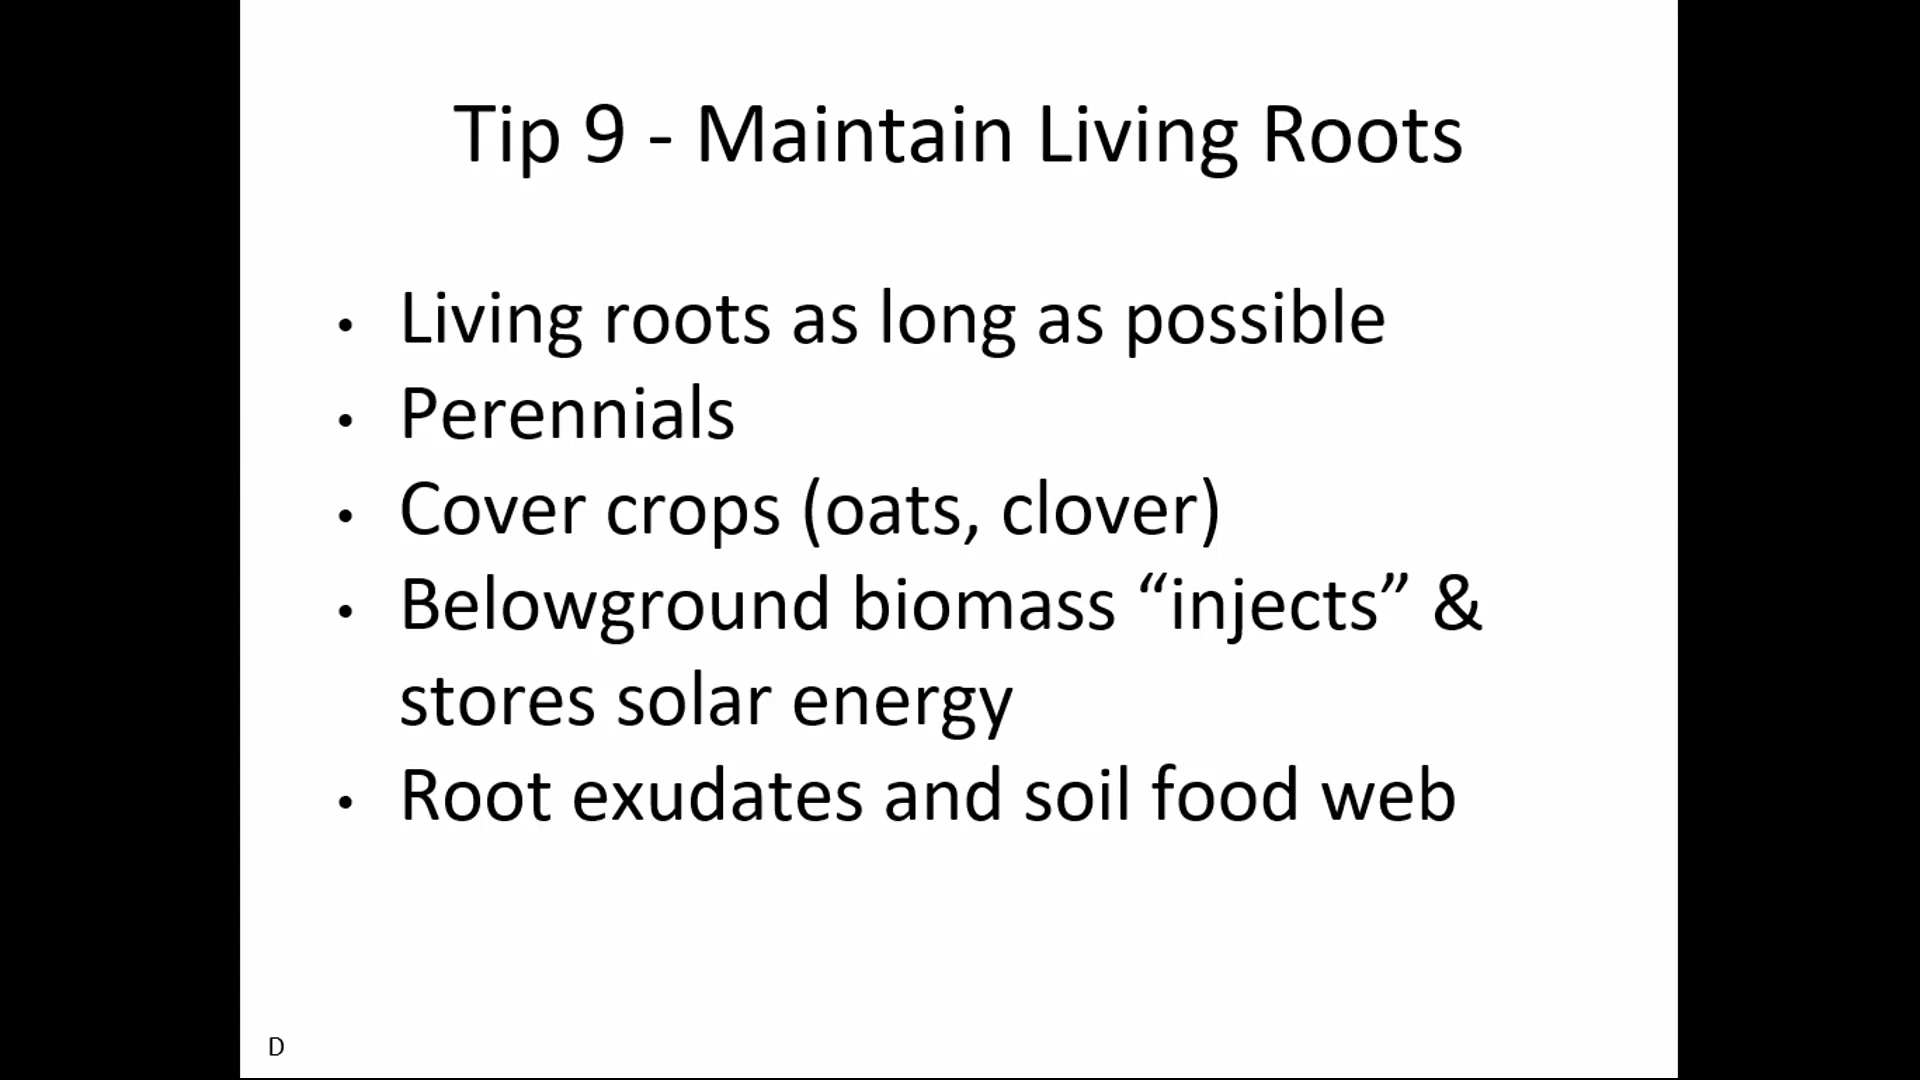 Tip 9 - Maintain Living Roots
• Living roots as long as possible
• Perennials
• Cover crops (oats, clover)
• Belowground biomass “injects” &
stores solar energy
• Root exudates and soil food web
D